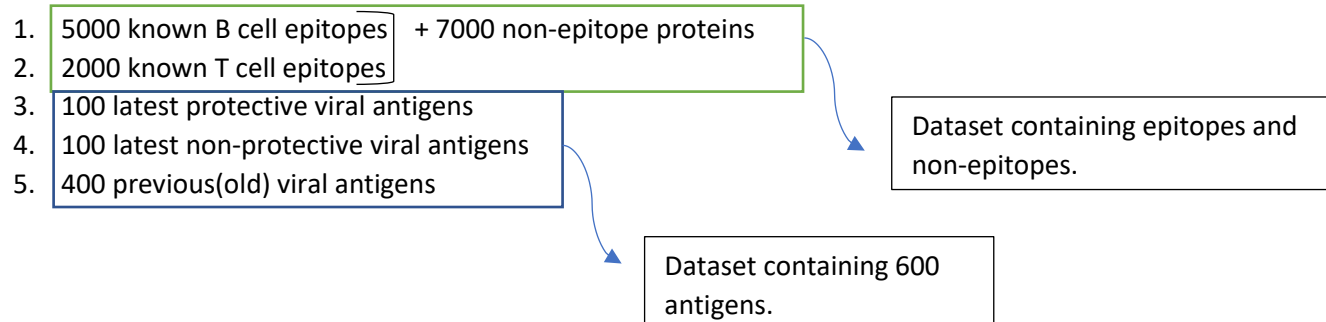 1. 5000 known B cell epitopes + 7000 non-epitope proteins
2. 2000 known T cell epitopes
3. 100 latest protective viral antigens
4. 100 latest non-protective viral antigens
5. 400 previous(old) viral antigens
Dataset containing epitopes and
non-epitopes.
Dataset containing 600
antigens.